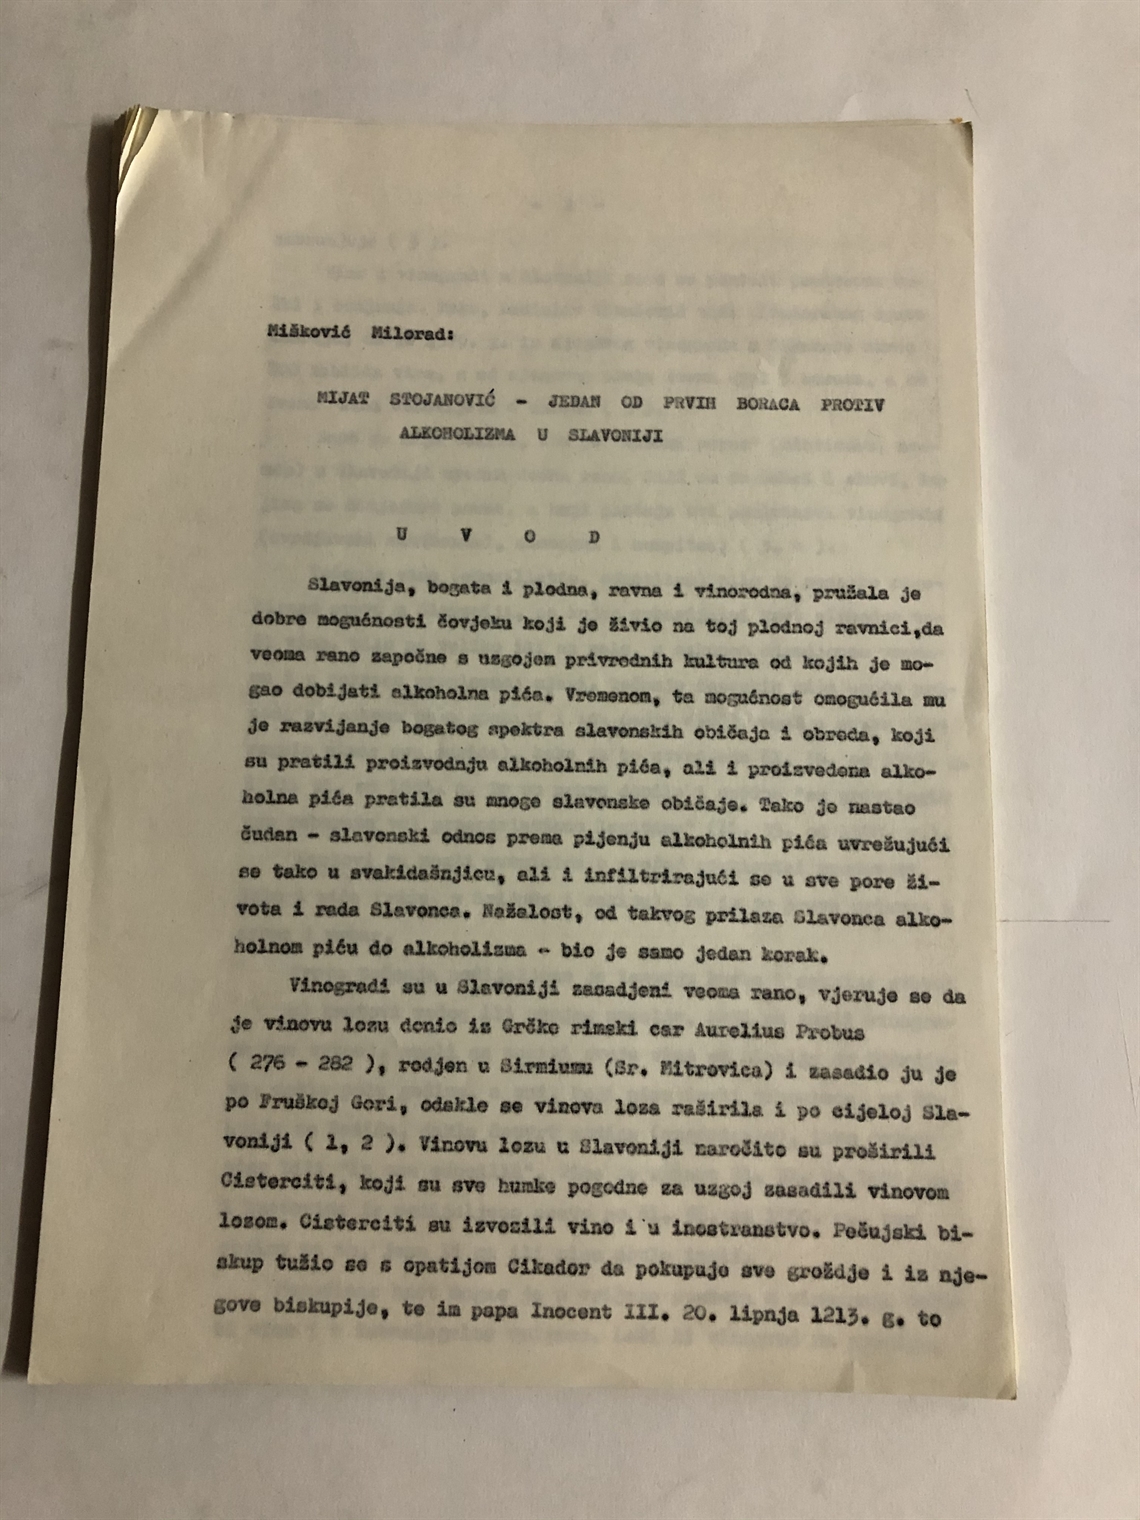 Mišković Milorad:
MIJAT STOJANOVIĆ - JEDAN OD PRVIH BORACA PROTIV
ALKOHOLIZMA U SLAVONIJI
U V O D
Slavonija, bogata i plodna, ravna i vinorodna, pružala je
dobre mogućnosti čovjeku koji je živio na toj plodnoj ravnici,da
veoma rano započne s uzgojem privrednih kultura od kojih je mo-
gao dobijati alkoholna pića. Vremenom, ta mogućnost omogućila mu
je razvijanje bogatog spektra slavonskih običaja i obreda, koji
su pratili proizvodnju alkoholnih pića, ali i proizvedena alko-
holna pića pratila su mnoge slavonske običaje. Tako je nastao
čudan - slavonski odnos prema pijenju alkoholnih pića uvrežujući
se tako u svakidašnjicu, ali i infiltrirajući se u sve pore ži-
vota i rada Slavonca. Nažalost, od takvog prilaza Slavonca alko-
holnom piću do alkoholizma - bio je samo jedan korak.
Vinogradi su u Slavoniji zasadjeni veoma rano, vjeruje se da
je vinovu lozu donio iz Grčke rimski car Aurelius Probus
( 276 - 282 ), rodjen u Sirmiumu (Sr. Mitrovica) i zasadio ju je
po Fruškoj Gori, odakle se vinova loza raširila i po cijeloj Sla-
voniji ( 1, 2 ). Vinovu lozu u Slavoniji naročito su proširili
Cisterciti, koji su sve humke pogodne za uzgoj zasadili vinovom
lozom. Cisterciti su izvozili vino i u inostranstvo. Pečujski bi-
skup tužio se s opatijom Cikador da pokupuje sve groždje i iz nje-
gove biskupije, te im papa Inocent III. 20. lipnja 1213. g. to